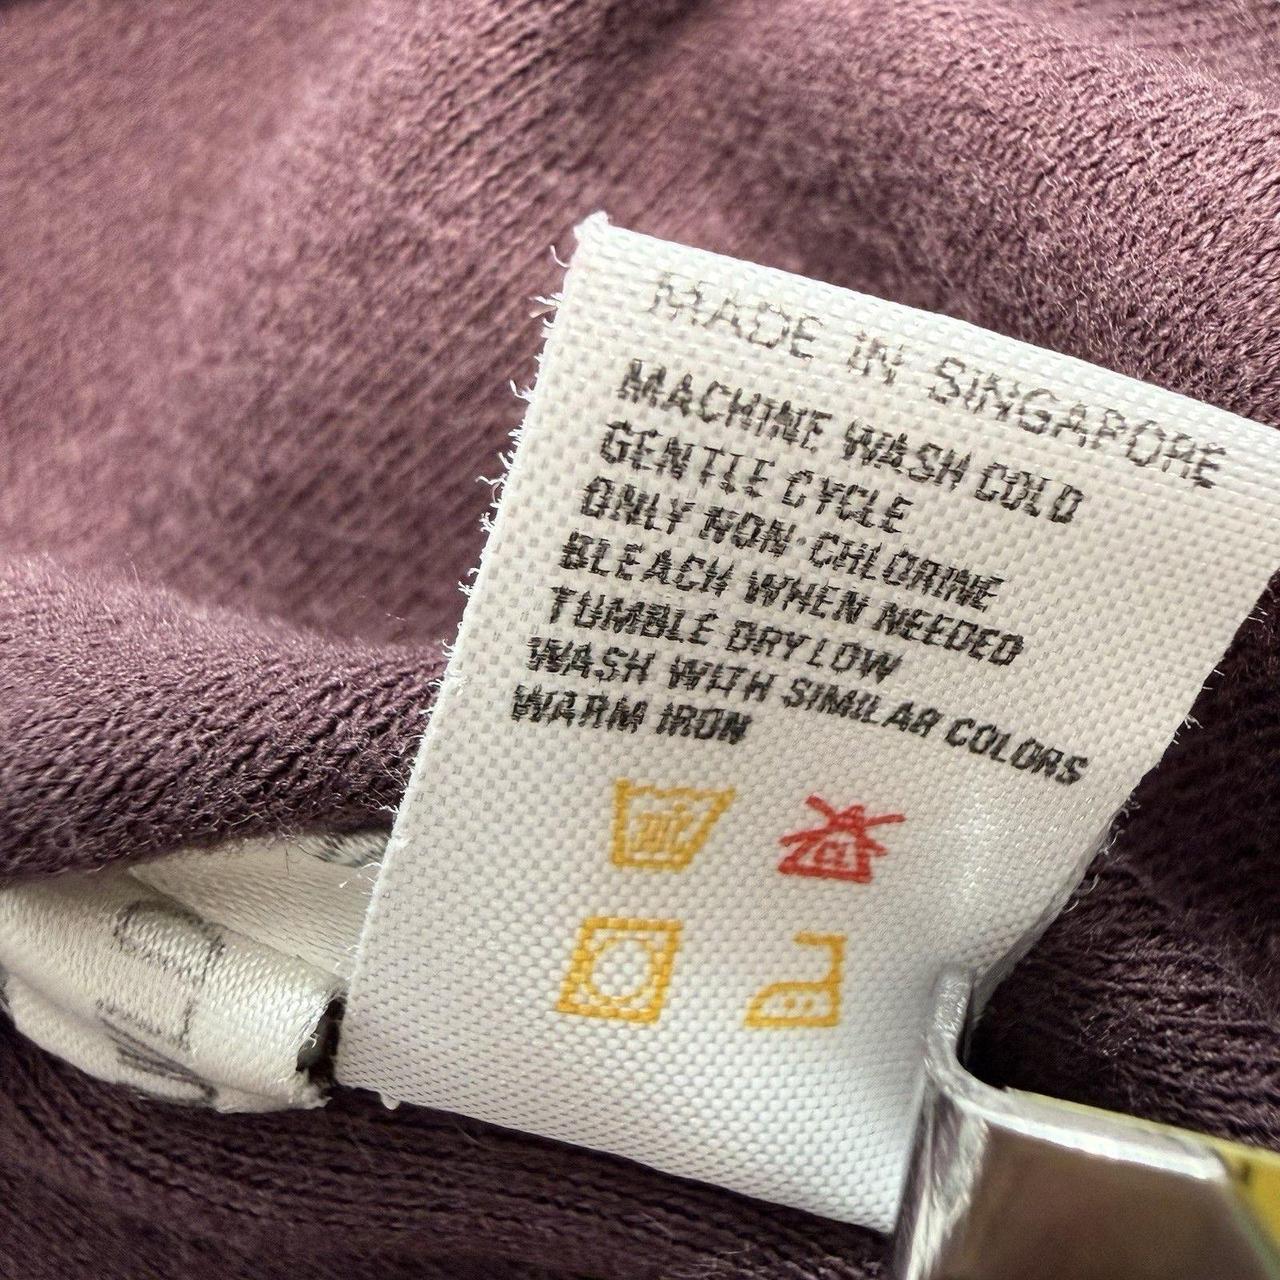 MADE IN SINGAPORE
MACHINE WASH COLD
GENTLE CYCLE
ONLY NON-CHLORINE
BLEACH WHEN NEEDED
TUMBLE DRY LOW
WASH WITH SIMILAR COLORS
WARM IRON